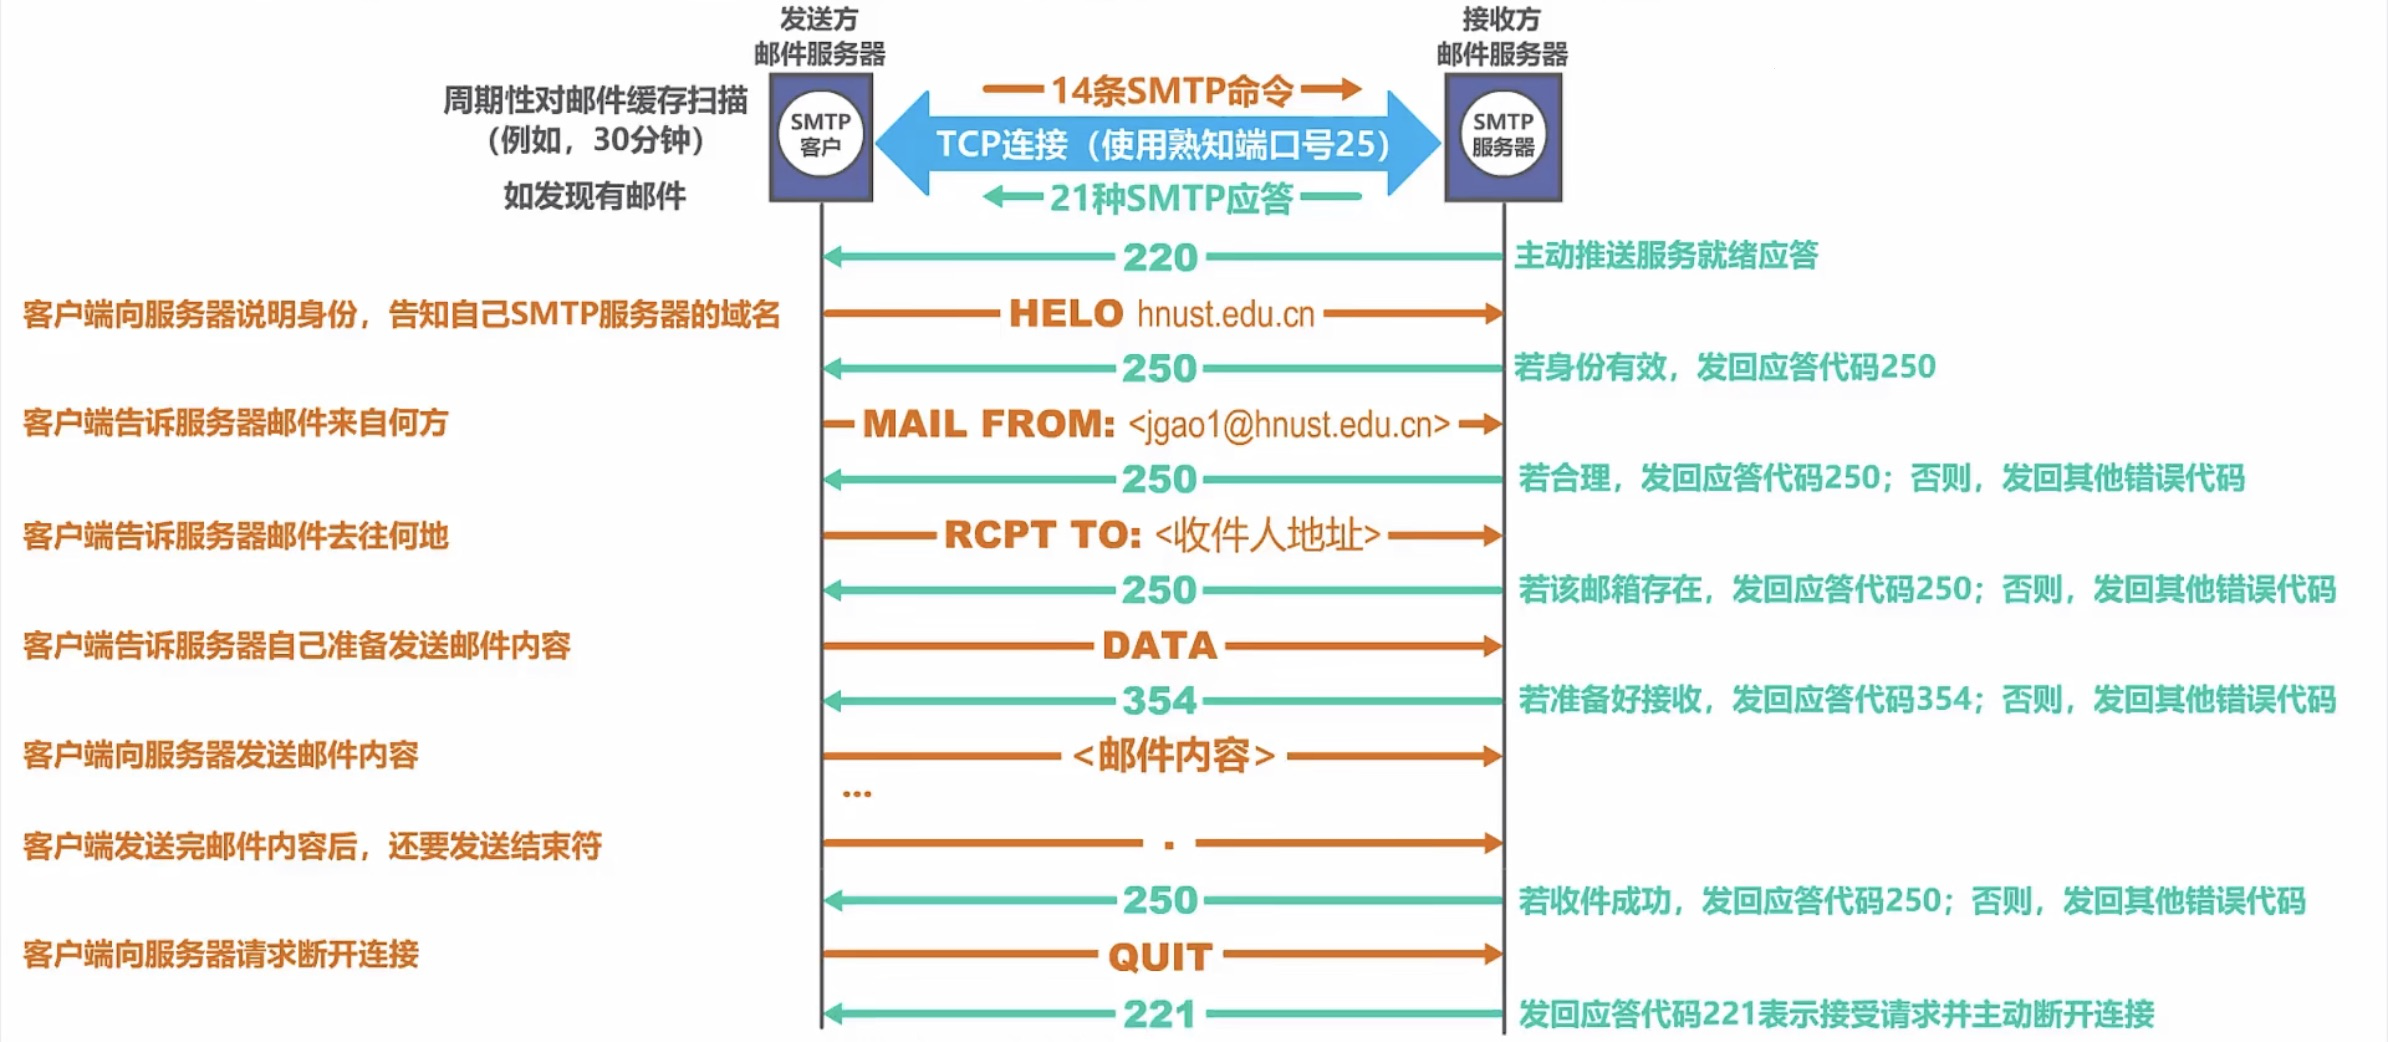 发送方
邮件服务器
接收方
邮件服务器
周期性对邮件缓存扫描
（例如，30分钟）
如发现有邮件
SMTP
客户
14条SMTP命令
TCP连接（使用熟知端口号25）
21种SMTP应答
SMTP
服务器
220
主动推送服务就绪应答
客户端向服务器说明身份，告知自己SMTP服务器的域名
HELO hnust.edu.cn
250
若身份有效，发回应答代码250
客户端告诉服务器邮件来自何方
MAIL FROM: <jgao1@hnust.edu.cn>
250
若合理，发回应答代码250；否则，发回其他错误代码
客户端告诉服务器邮件去往何地
RCPT TO: <收件人地址>
250
若该邮箱存在，发回应答代码250；否则，发回其他错误代码
客户端告诉服务器自己准备发送邮件内容
DATA
354
若准备好接收，发回应答代码354；否则，发回其他错误代码
客户端向服务器发送邮件内容
<邮件内容>
...
客户端发送完邮件内容后，还要发送结束符
.
250
若收件成功，发回应答代码250；否则，发回其他错误代码
客户端向服务器请求断开连接
QUIT
221
发回应答代码221表示接受请求并主动断开连接